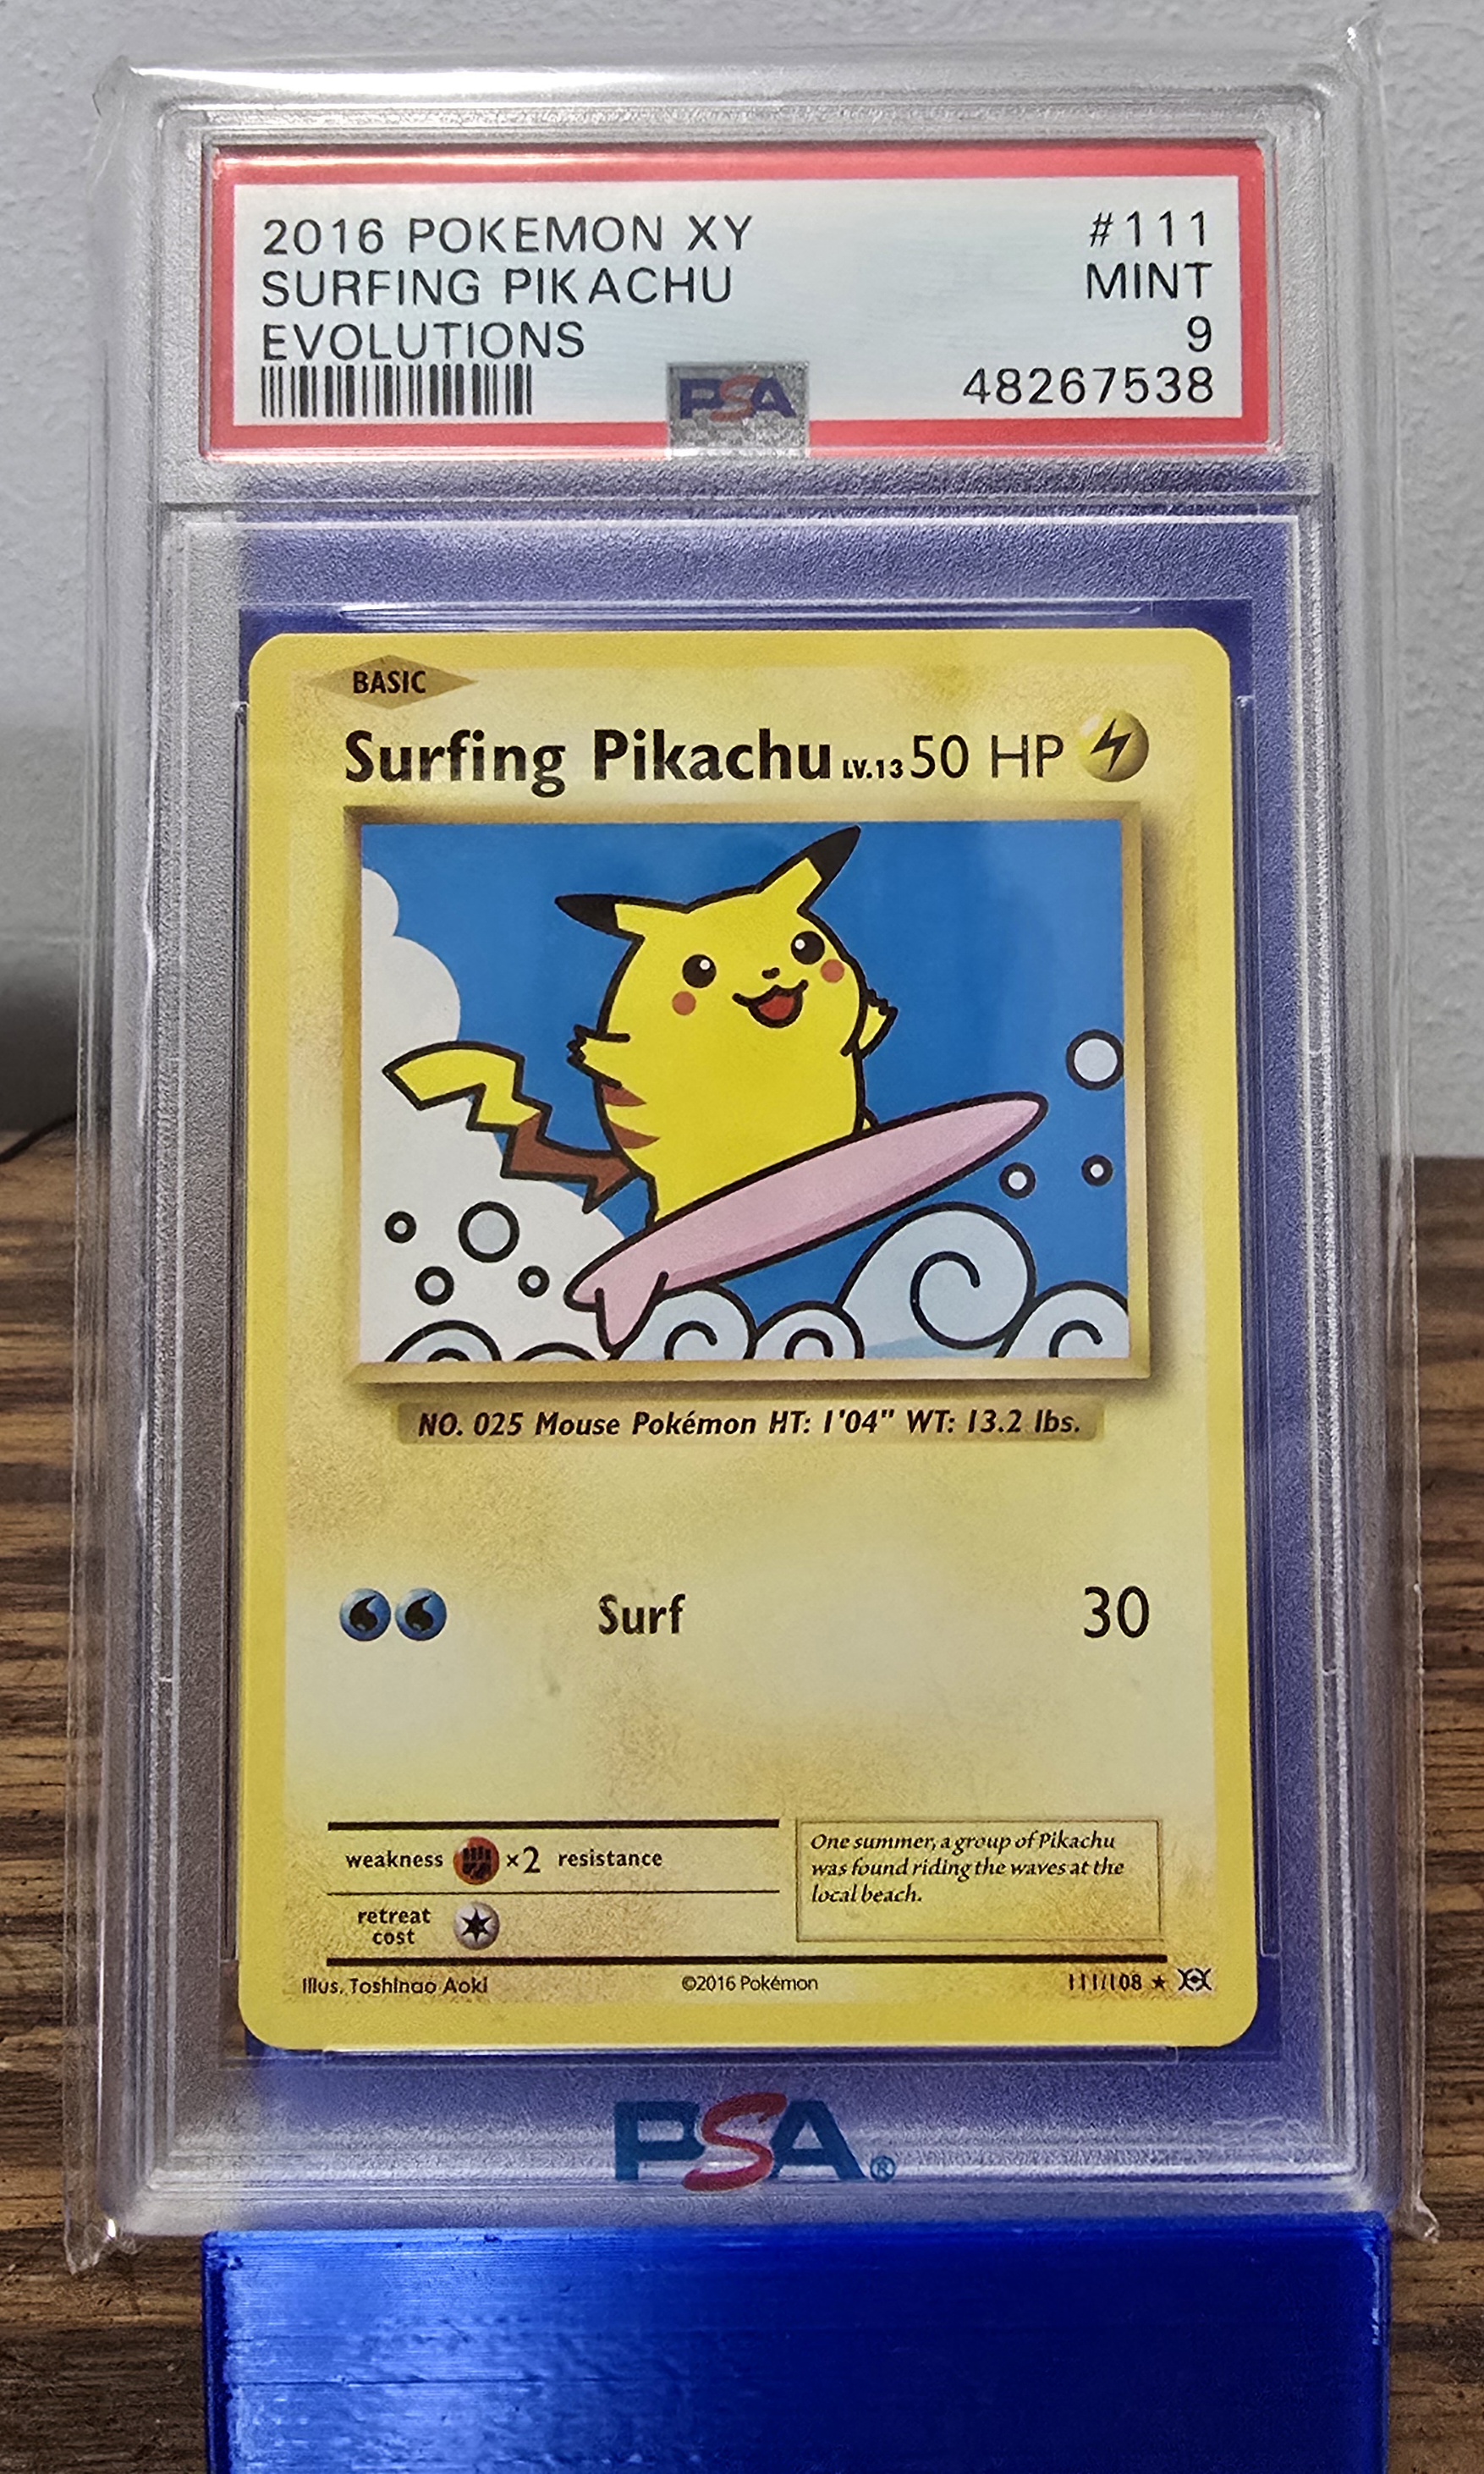 2016 POKEMON XY #111
SURFING PIKACHU MINT
EVOLUTIONS 9
PSA 48267538
BASIC
Surfing Pikachu LV.13 50 HP
NO. 025 Mouse Pokémon HT: 1'04" WT: 13.2 lbs.
Surf 30
weakness ×2 resistance
retreat
cost
One summer, a group of Pikachu
was found riding the waves at the
local beach.
Illus. Toshinao Aoki ©2016 Pokémon 111/108 ★
PSA®